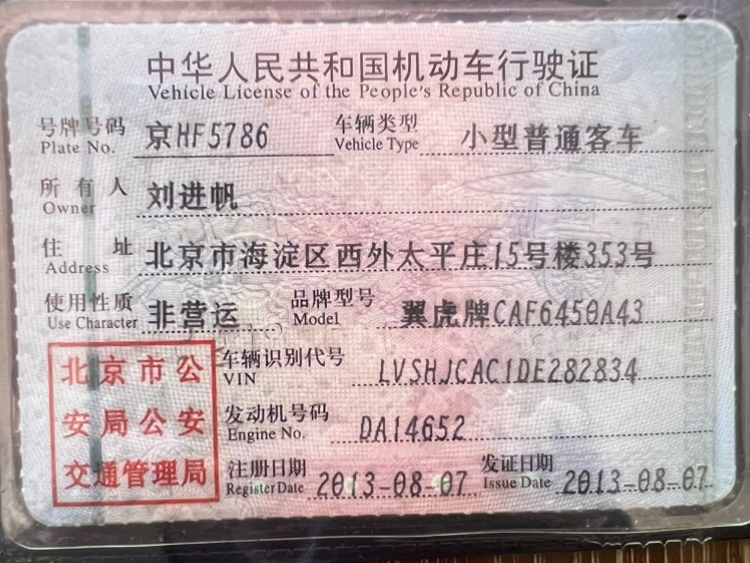 中华人民共和国机动车行驶证
Vehicle License of the People's Republic of China
号牌号码 京HF5786 车辆类型 小型普通客车
Plate No. Vehicle Type
所有人 刘进帆
Owner
住址 北京市海淀区西外太平庄15号楼353号
Address
使用性质 非营运 品牌型号 翼虎牌CAF6450A43
Use Character Model
北京市公
安局公安
交通管理局
车辆识别代号 LVSHJCAC1DE282834
VIN
发动机号码 DA14652
Engine No.
注册日期 2013-08-07 发证日期 2013-08-07
Register Date Issue Date